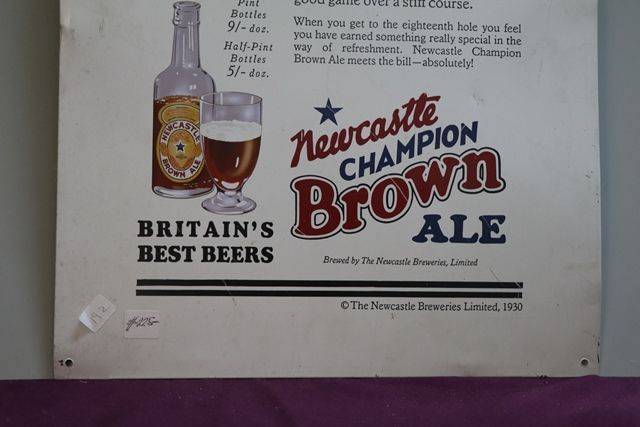 Pint
Bottles
9/- doz.
Half-Pint
Bottles
5/- doz.
good game over a stiff course.
When you get to the eighteenth hole you feel
you have earned something really special in the
way of refreshment. Newcastle Champion
Brown Ale meets the bill—absolutely!
NEWCASTLE
BROWN ALE
Newcastle
CHAMPION
Brown
ALE
BRITAIN'S
BEST BEERS
Brewed by The Newcastle Breweries, Limited
© The Newcastle Breweries Limited, 1930